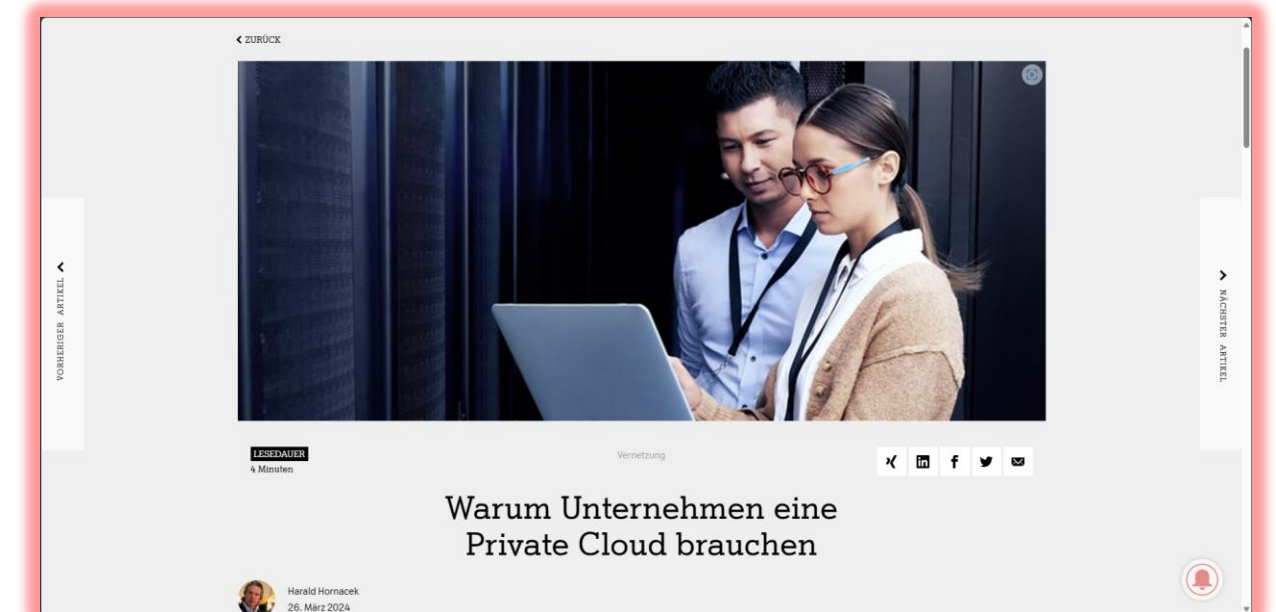 ZURÜCK
VORHERIGER ARTIKEL
NÄCHSTER ARTIKEL
LESEDAUER
4 Minuten
Vernetzung
Warum Unternehmen eine
Private Cloud brauchen
Harald Hornacek
26. März 2024